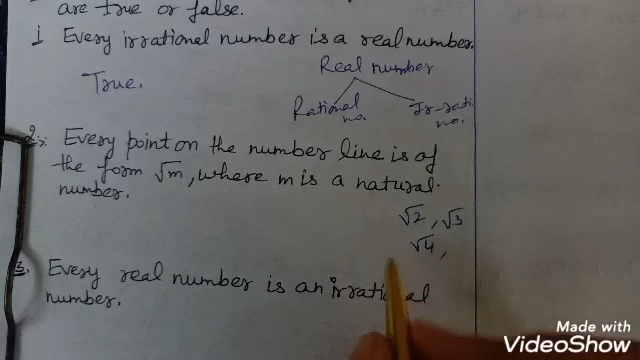 are true or false.
i Every irrational number is a real number.
Real number
True.
Rational no.
Ir-rati. no.
2. Every point on the number line is of
the form √m, where m is a natural.
number.
√2, √3
√4,
3. Every real number is an irrational
number.
Made with
VideoShow